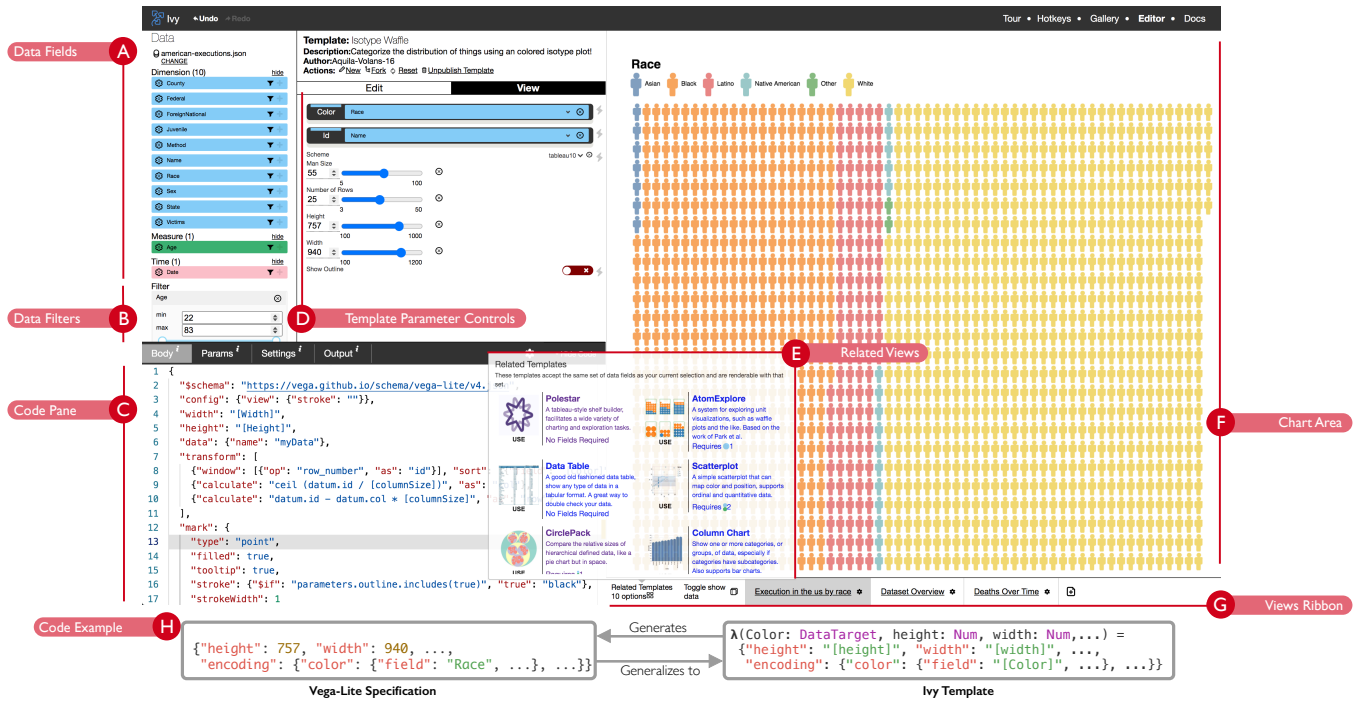 Ivy
Undo
Redo
Tour • Hotkeys • Gallery • Editor • Docs
Data Fields
A
Data
american-executions.json
CHANGE
Dimension (10)
hide
County
Federal
ForeignNational
Juvenile
Method
Name
Race
Sex
State
Victims
Measure (1)
hide
Age
Time (1)
hide
Date
Filter
Age
min
22
max
83
Data Filters
B
Template: Isotype Waffle
Description:Categorize the distribution of things using an colored isotype plot!
Author:Aquila-Volans-16
Actions: New Fork Reset Unpublish Template
Edit
View
Color
Race
Id
Name
Scheme
tableau10
Man Size
55
5
100
Number of Rows
25
3
50
Height
757
100
1000
Width
940
100
1200
Show Outline
D
Template Parameter Controls
Race
Asian
Black
Latino
Native American
Other
White
Body i
Params i
Settings i
Output i
Code Pane
C
1 {
2 "$schema": "https://vega.github.io/schema/vega-lite/v4.
3 "config": {"view": {"stroke": ""}},
4 "width": "[Width]",
5 "height": "[Height]",
6 "data": {"name": "myData"},
7 "transform": [
8 {"window": [{"op": "row_number", "as": "id"}], "sort"
9 {"calculate": "ceil (datum.id / [columnSize])", "as":
10 {"calculate": "datum.id - datum.col * [columnSize]",
11 ],
12 "mark": {
13 "type": "point",
14 "filled": true,
15 "tooltip": true,
16 "stroke": {"$if": "parameters.outline.includes(true)", "true": "black"},
17 "strokeWidth": 1
E
Related Views
Related Templates
These templates accept the same set of data fields as your current selection and are renderable with that
set.
USE
Polestar
A tableau-style shelf builder,
facilitates a wide variety of
charting and exploration tasks.
No Fields Required
USE
AtomExplore
A system for exploring unit
visualizations, such as waffle
plots and the like. Based on the
work of Park et al.
Requires 1
USE
Data Table
A good old fashioned data table,
show any type of data in a
tabular format. A great way to
double check your data.
No Fields Required
USE
Scatterplot
A simple scatterplot that can
map color and position, supports
ordinal and quantitative data.
Requires 2
USE
CirclePack
Compare the relative sizes of
hierarchical defined data, like a
pie chart but in space.
Requires 1
Column Chart
Show one or more categories, or
groups, of data, especially if
categories have subcategories.
Also supports bar charts.
F
Chart Area
Related Templates
10 options
Toggle show
data
Execution in the us by race
Dataset Overview
Deaths Over Time
G
Views Ribbon
Code Example
H
{"height": 757, "width": 940, ...,
"encoding": {"color": {"field": "Race", ...}, ...}}
Vega-Lite Specification
Generates
Generalizes to
λ(Color: DataTarget, height: Num, width: Num,...) =
{"height": "[height]", "width": "[width]", ...,
"encoding": {"color": {"field": "[Color]", ...}, ...}}
Ivy Template